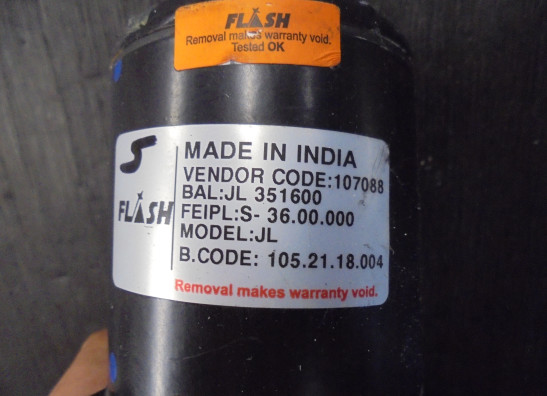 FLASH
Removal makes warranty void.
Tested OK
S
FLASH
MADE IN INDIA
VENDOR CODE:107088
BAL:JL 351600
FEIPL:S- 36.00.000
MODEL:JL
B.CODE: 105.21.18.004
Removal makes warranty void.